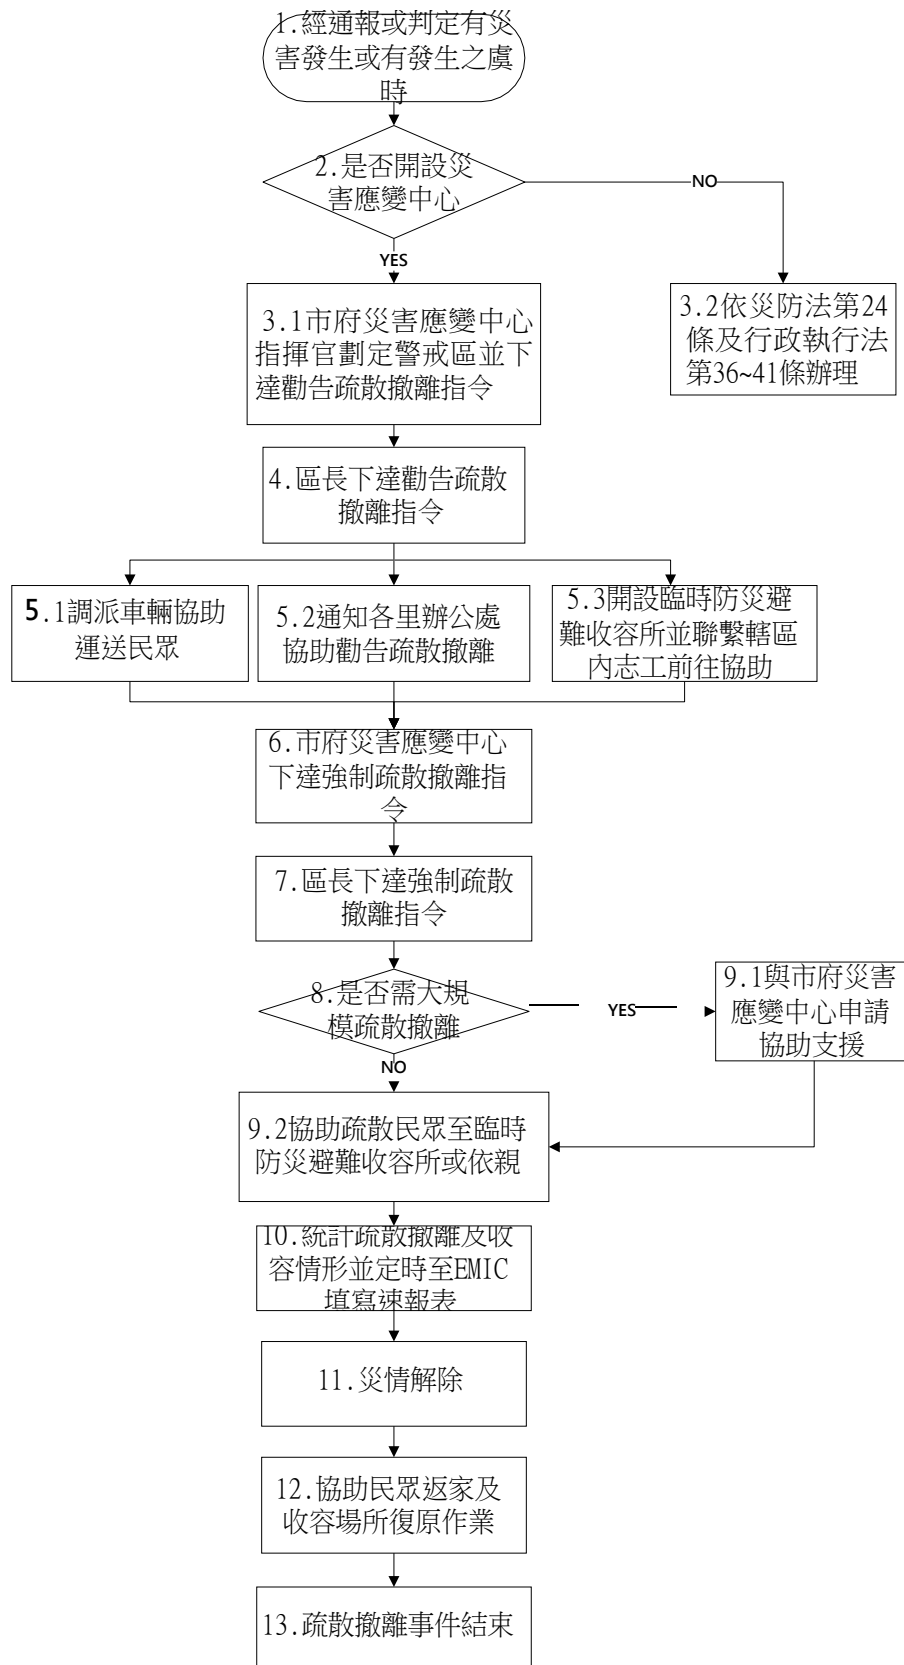 1.經通報或判定有災
害發生或有發生之虞
時
2.是否開設災
害應變中心
NO
YES
3.1市府災害應變中心
指揮官劃定警戒區並下
達勸告疏散撤離指令
3.2依災防法第24
條及行政執行法
第36~41條辦理
4.區長下達勸告疏散
撤離指令
5.1調派車輛協助
運送民眾
5.2通知各里辦公處
協助勸告疏散撤離
5.3開設臨時防災避
難收容所並聯繫轄區
內志工前往協助
6.市府災害應變中心
下達強制疏散撤離指
令
7.區長下達強制疏散
撤離指令
8.是否需大規
模疏散撤離
YES
9.1與市府災害
應變中心申請
協助支援
NO
9.2協助疏散民眾至臨時
防災避難收容所或依親
10.統計疏散撤離及收
容情形並定時至EMIC
填寫速報表
11.災情解除
12.協助民眾返家及
收容場所復原作業
13.疏散撤離事件結束